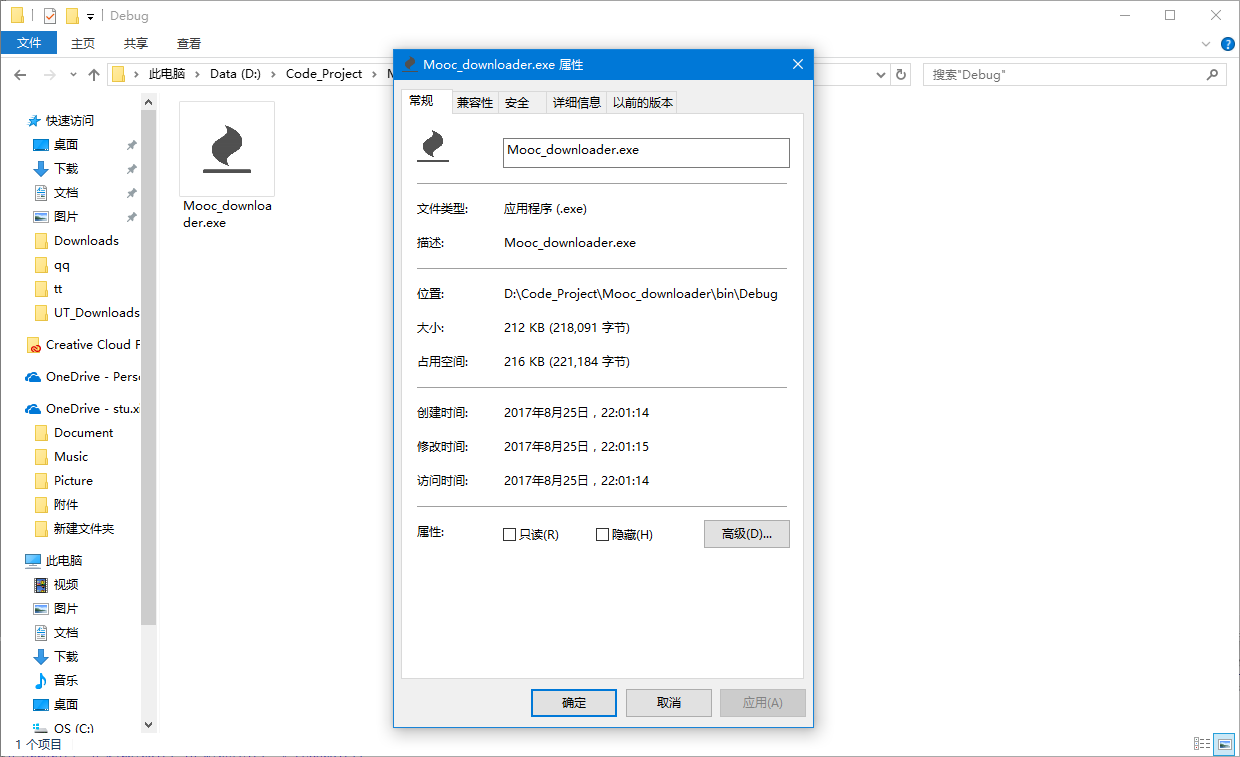 Debug
文件 主页 共享 查看
此电脑 Data (D:) Code_Project
搜索"Debug"
快速访问
桌面
下载
文档
图片
Downloads
qq
tt
UT_Downloads
Creative Cloud F
OneDrive - Pers
OneDrive - stu.x
Document
Music
Picture
附件
新建文件夹
此电脑
视频
图片
文档
下载
音乐
桌面
OS (C:)
1 个项目
Mooc_downloa
der.exe
Mooc_downloader.exe 属性
常规 兼容性 安全 详细信息 以前的版本
Mooc_downloader.exe
文件类型: 应用程序 (.exe)
描述: Mooc_downloader.exe
位置: D:\Code_Project\Mooc_downloader\bin\Debug
大小: 212 KB (218,091 字节)
占用空间: 216 KB (221,184 字节)
创建时间: 2017年8月25日，22:01:14
修改时间: 2017年8月25日，22:01:15
访问时间: 2017年8月25日，22:01:14
属性: 只读(R) 隐藏(H) 高级(D)...
确定 取消 应用(A)